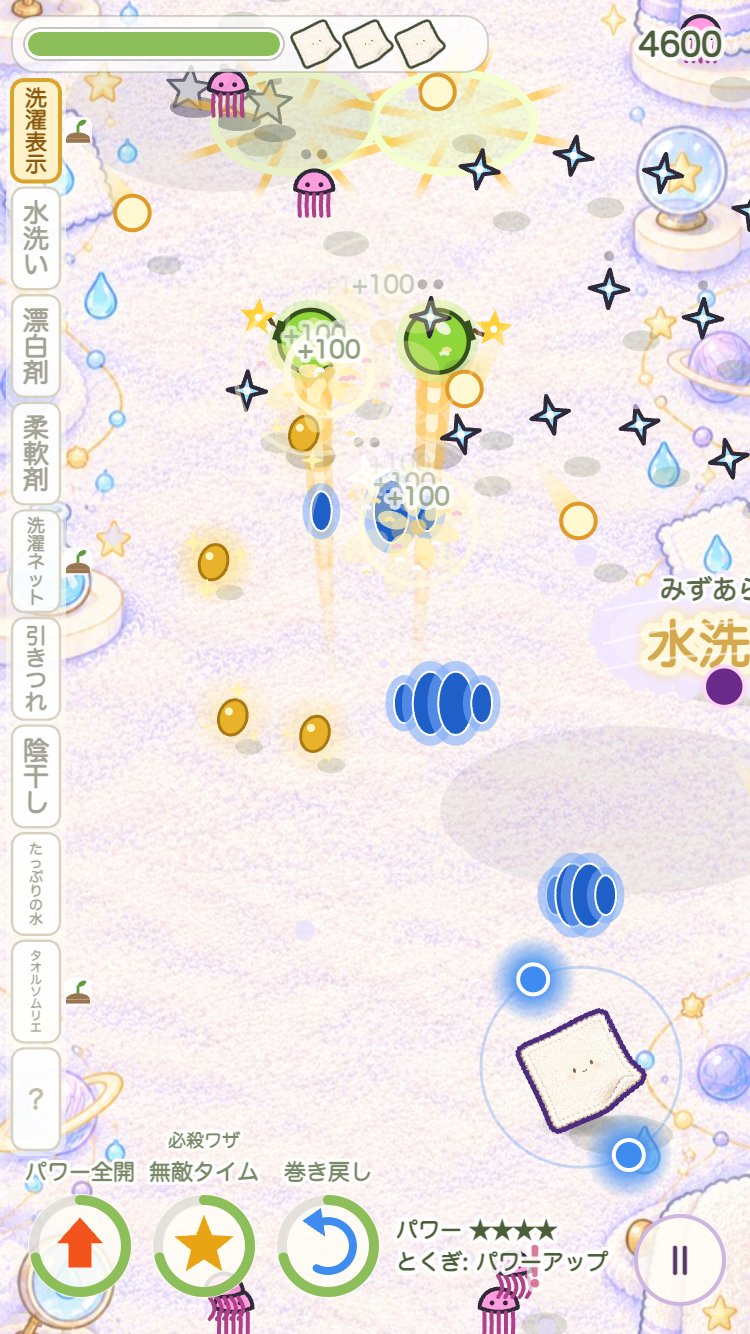 4600
洗濯表示
水洗い
漂白剤
柔軟剤
洗濯ネット
引きつれ
陰干し
たっぷりの水
タオルソムリエ
?
+100
+100
+100
+100
+100
みずあら
水洗
必殺ワザ
パワー全開
無敵タイム
巻き戻し
パワー ★★★★
とくぎ: パワーアップ